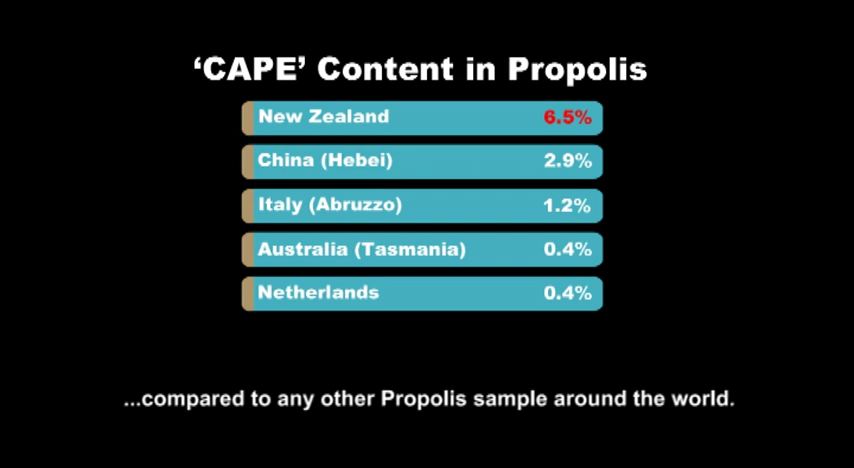 ‘CAPE’ Content in Propolis
New Zealand 6.5%
China (Hebei) 2.9%
Italy (Abruzzo) 1.2%
Australia (Tasmania) 0.4%
Netherlands 0.4%
...compared to any other Propolis sample around the world.